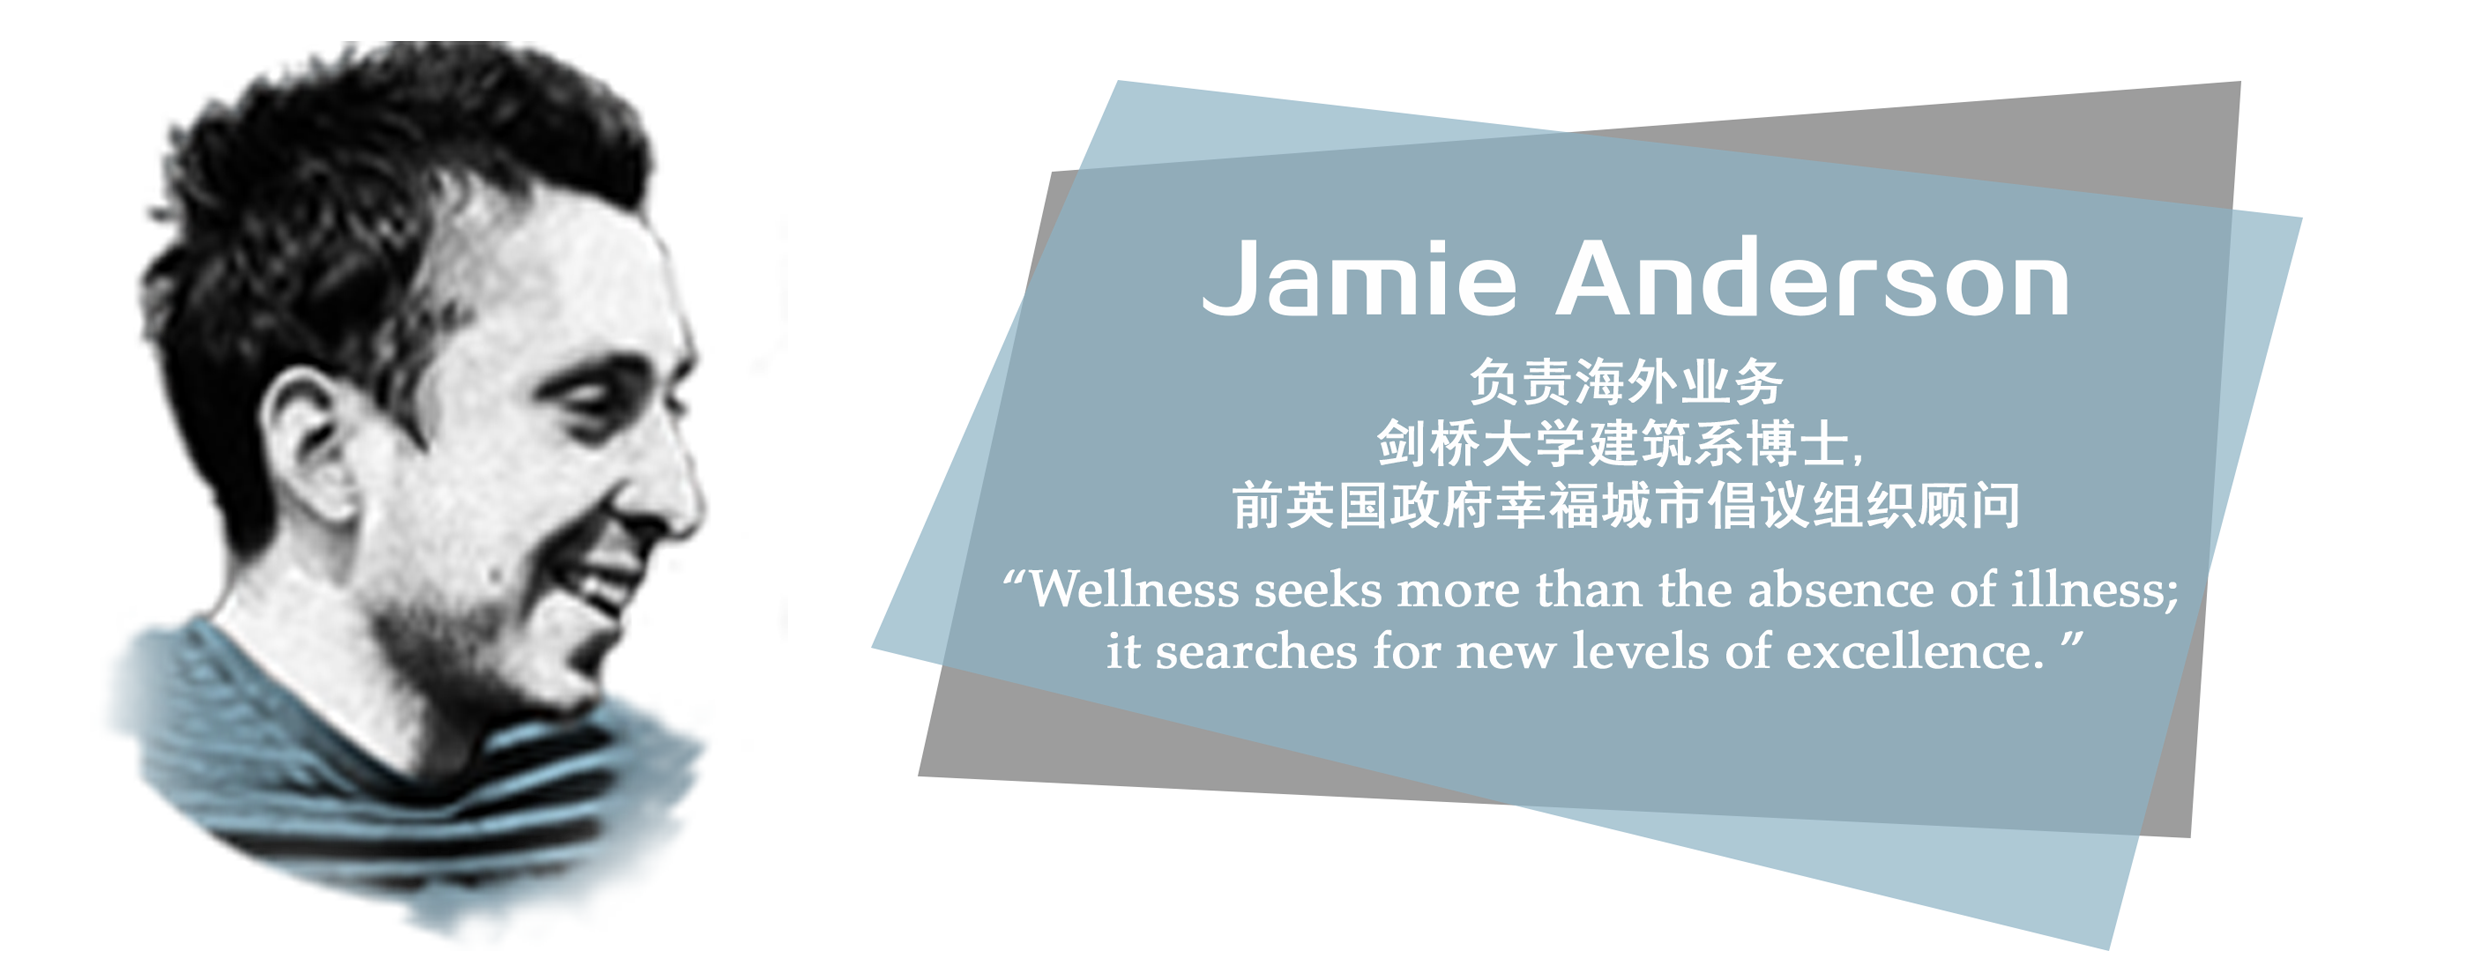 Jamie Anderson
负责海外业务
剑桥大学建筑系博士,
前英国政府幸福城市倡议组织顾问
“Wellness seeks more than the absence of illness;
it searches for new levels of excellence. ”